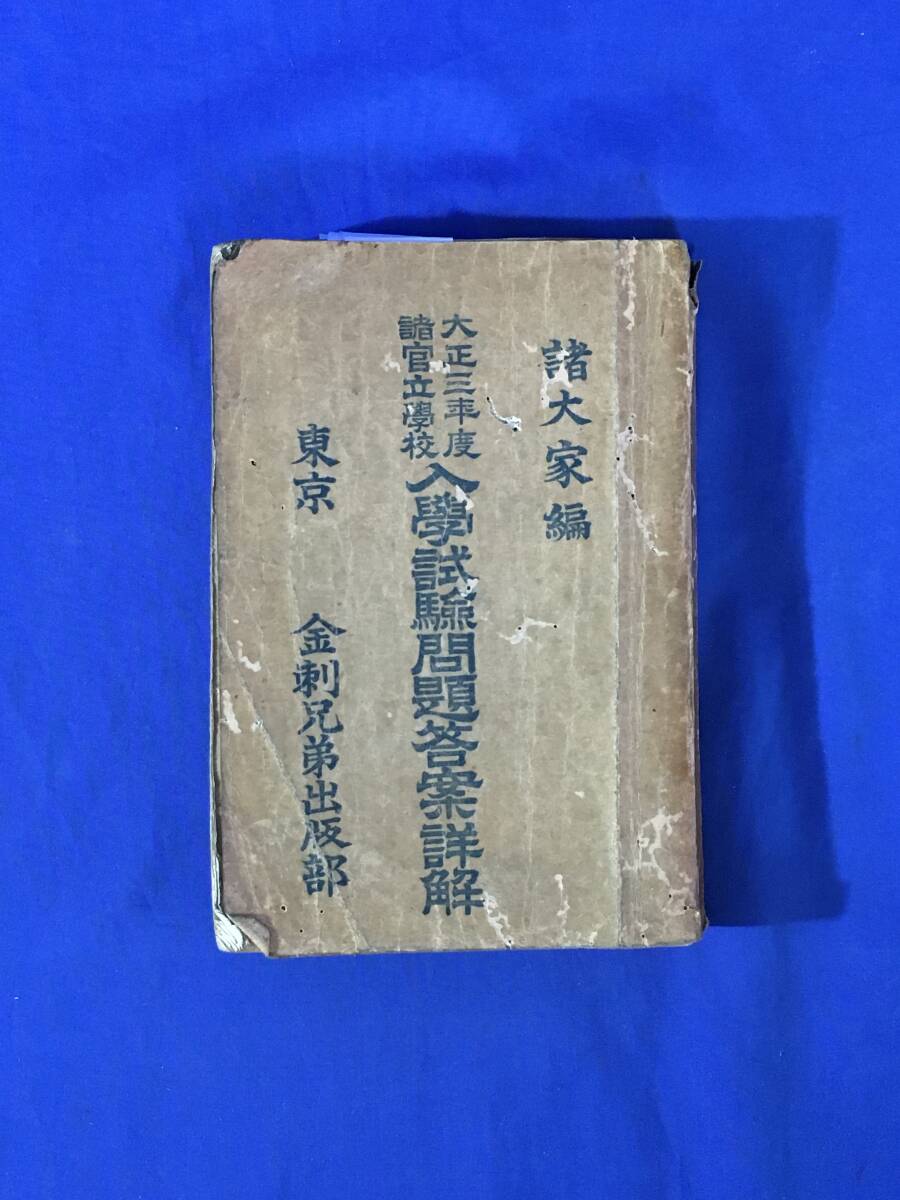 諸大家編
大正三年度
諸官立學校
入學試驗問題答案詳解
東京 金刺兄弟出版部